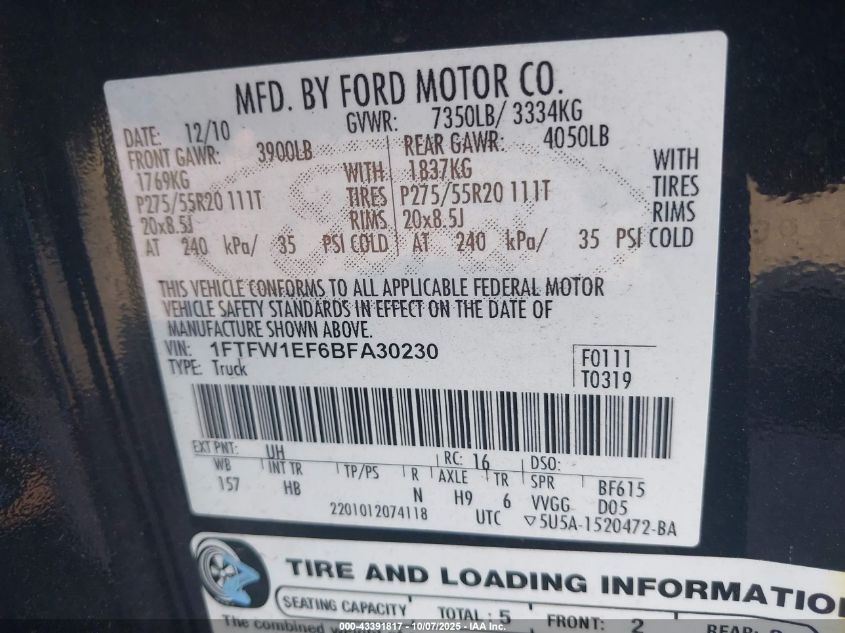 MFD. BY FORD MOTOR CO.
DATE: 12/10 GVWR: 7350LB/ 3334KG
FRONT GAWR: 3900LB REAR GAWR: 4050LB
1769KG WITH 1837KG WITH
P275/55R20 111T TIRES P275/55R20 111T TIRES
20x8.5J RIMS 20x8.5J RIMS
AT 240 kPa/ 35 PSI COLD AT 240 kPa/ 35 PSI COLD
THIS VEHICLE CONFORMS TO ALL APPLICABLE FEDERAL MOTOR
VEHICLE SAFETY STANDARDS IN EFFECT ON THE DATE OF
MANUFACTURE SHOWN ABOVE.
VIN: 1FTFW1EF6BFA30230 F0111
TYPE: Truck T0319
EXT PNT: UH RC: 16 DSO:
WB INT TR TP/PS R AXLE TR SPR BF615
157 HB N H9 6 VVGG D05
2201012074118 UTC ▽5U5A-1520472-BA
TIRE AND LOADING INFORMATION
SEATING CAPACITY TOTAL : 5 FRONT: 2 REAR:
The combined
000-43391817 - 10/07/2025 - IAA Inc.